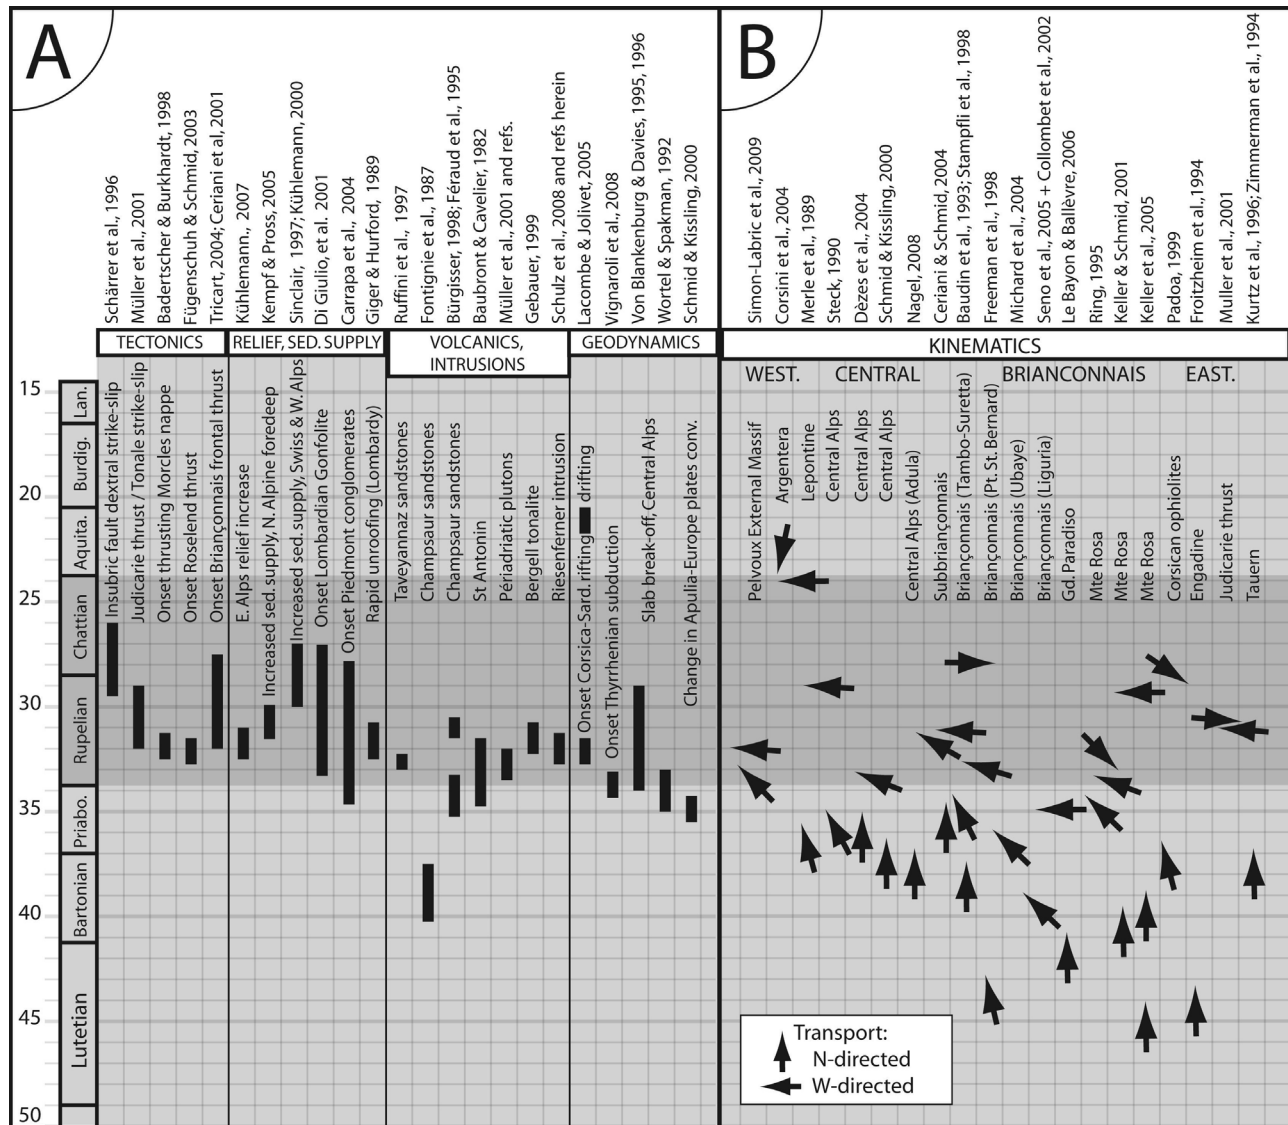 A
Schärrer et al., 1996
Müller et al., 2001
Badertscher & Burkhardt, 1998
Fügenschuh & Schmid, 2003
Tricart, 2004; Ceriani et al, 2001
Kühlemann., 2007
Kempf & Pross, 2005
Sinclair, 1997; Kühlemann, 2000
Di Giulio, et al. 2001
Carrapa et al., 2004
Giger & Hurford, 1989
Ruffini et al., 1997
Fontignie et al., 1987
Bürgisser, 1998; Féraud et al., 1995
Baubront & Cavelier, 1982
Müller et al., 2001 and refs.
Gebauer, 1999
Schulz et al., 2008 and refs herein
Lacombe & Jolivet, 2005
Vignaroli et al., 2008
Von Blankenburg & Davies, 1995, 1996
Wortel & Spakman, 1992
Schmid & Kissling, 2000
TECTONICS
RELIEF, SED. SUPPLY
VOLCANICS,
INTRUSIONS
GEODYNAMICS
Insubric fault dextral strike-slip
Judicarie thrust / Tonale strike-slip
Onset thrusting Morcles nappe
Onset Roselend thrust
Onset Briançonnais frontal thrust
E. Alps relief increase
Increased sed. supply, N. Alpine foredeep
Increased sed. supply, Swiss & W. Alps
Onset Lombardian Gonfolite
Onset Piedmont conglomerates
Rapid unroofing (Lombardy)
Taveyannaz sandstones
Champsaur sandstones
Champsaur sandstones
St Antonin
Periadriatic plutons
Bergell tonalite
Riesenferner intrusion
Onset Corsica-Sard. rifting drifting
Onset Thyrrhenian subduction
Slab break-off, Central Alps
Change in Apulia-Europe plates conv.
15
20
25
30
35
40
45
50
Lan.
Burdig.
Aquita.
Chattian
Rupelian
Priabo.
Bartonian
Lutetian
B
Simon-Labric et al., 2009
Corsini et al., 2004
Merle et al., 1989
Steck, 1990
Dèzes et al., 2004
Schmid & Kissling, 2000
Nagel, 2008
Ceriani & Schmid, 2004
Baudin et al., 1993; Stampfli et al., 1998
Freeman et al., 1998
Michard et al., 2004
Seno et al., 2005 + Collombet et al., 2002
Le Bayon & Ballèvre, 2006
Ring, 1995
Keller & Schmid, 2001
Keller et al., 2005
Padoa, 1999
Froitzheim et al., 1994
Muller et al., 2001
Kurtz et al., 1996; Zimmerman et al., 1994
KINEMATICS
WEST. CENTRAL BRIANCONNAIS EAST.
Pelvoux External Massif
Argentera
Lepontine
Central Alps
Central Alps
Central Alps
Central Alps (Adula)
Subbriançonnais
Briançonnais (Tambo-Suretta)
Briançonnais (Pt. St. Bernard)
Briançonnais (Ubaye)
Briançonnais (Liguria)
Gd. Paradiso
Mte Rosa
Mte Rosa
Mte Rosa
Corsican ophiolites
Engadine
Judicarie thrust
Tauern
Transport:
N-directed
W-directed